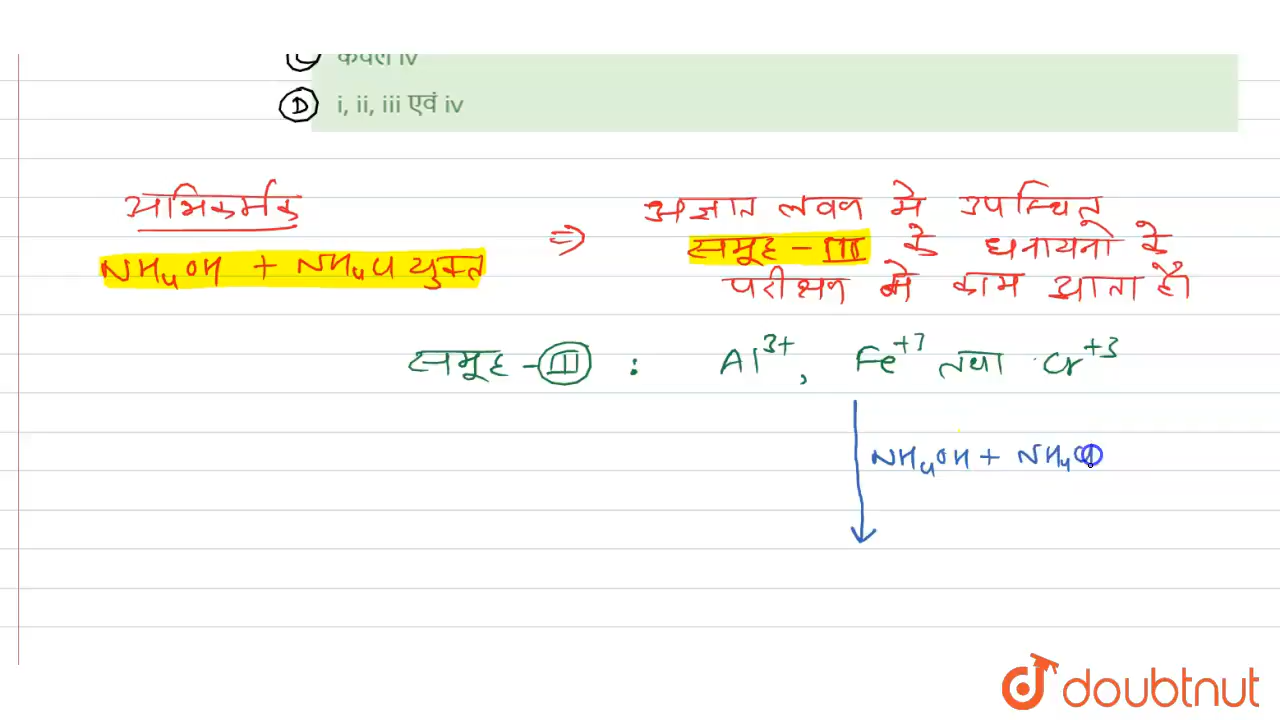 C केवल iv
D i, ii, iii एवं iv
अभिकर्मक
NH4OH + NH4Cl युक्त
⇒ अज्ञात लवण मे उपस्थित
समूह - III के धनायनो के
परीक्षण मे काम आता है।
समूह - III : Al3+, Fe+3 तथा Cr+3
NH4OH + NH4Cl
doubtnut